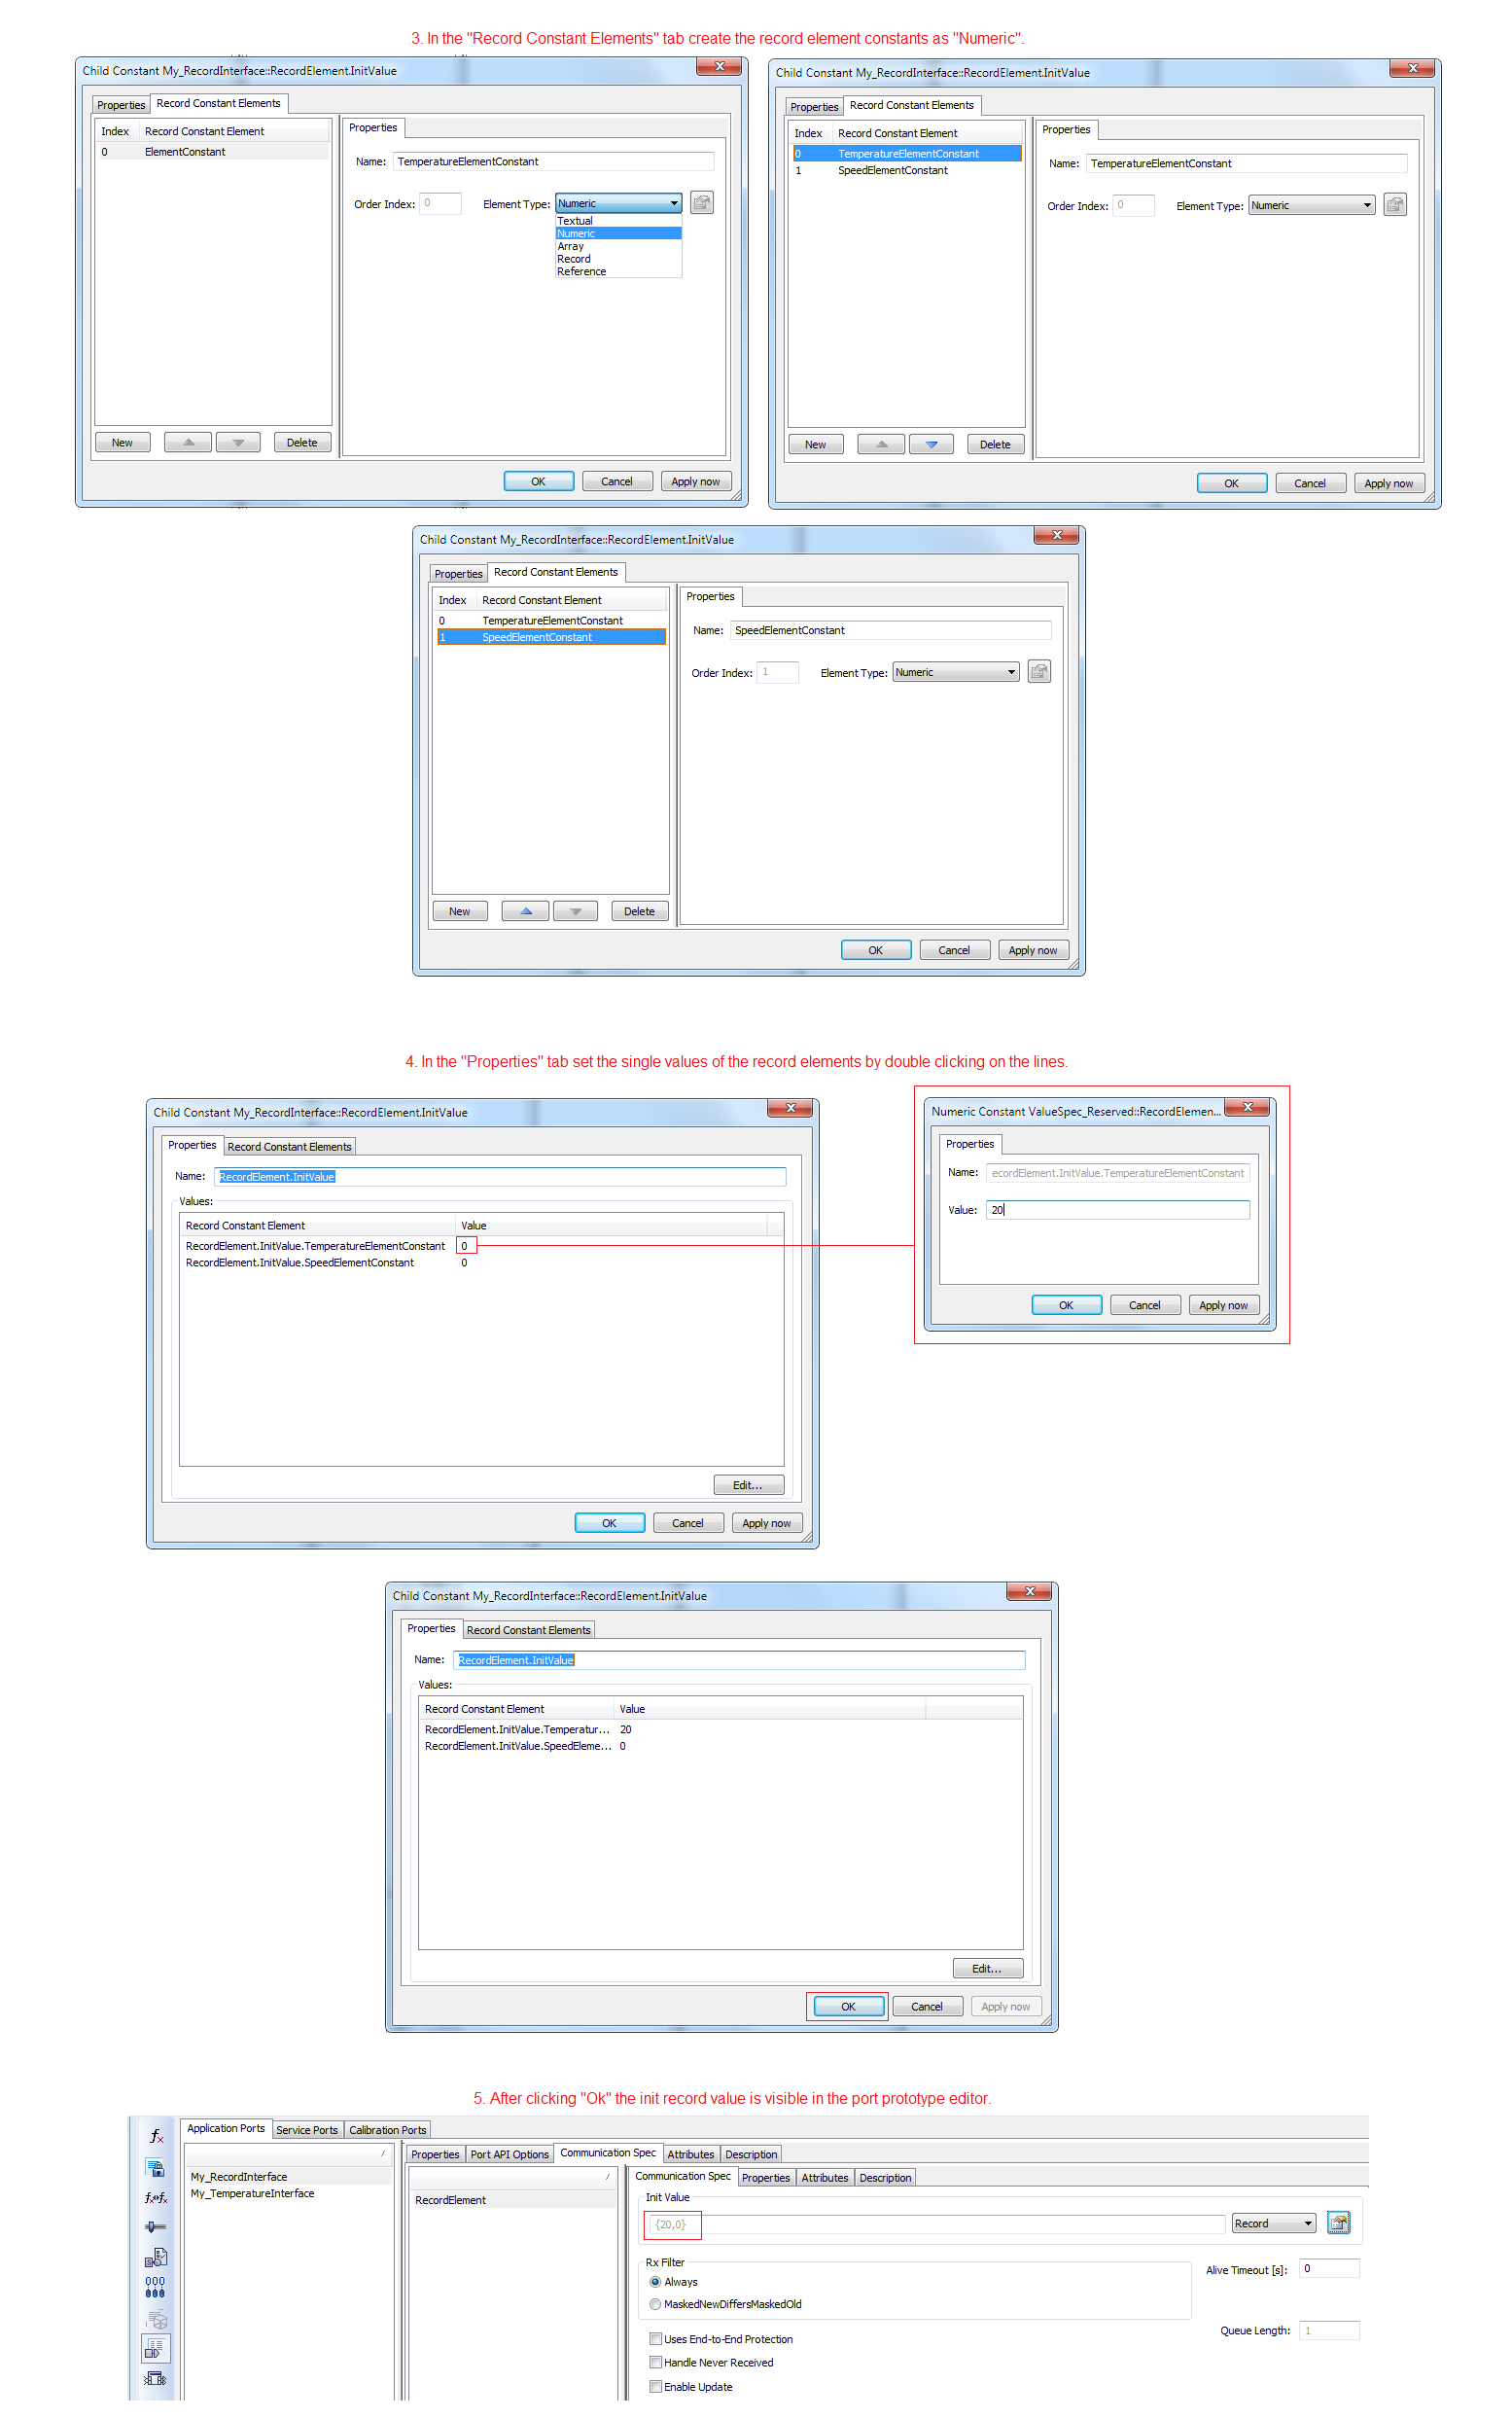 3. In the "Record Constant Elements" tab create the record element constants as "Numeric".
Child Constant My_RecordInterface::RecordElement.InitValue
Properties Record Constant Elements
Index Record Constant Element
0 ElementConstant
Properties
Name: TemperatureElementConstant
Order Index: 0 Element Type: Numeric
Textual
Numeric
Array
Record
Reference
New Delete
OK Cancel Apply now
Child Constant My_RecordInterface::RecordElement.InitValue
Properties Record Constant Elements
Index Record Constant Element
0 TemperatureElementConstant
1 SpeedElementConstant
Properties
Name: TemperatureElementConstant
Order Index: 0 Element Type: Numeric
New Delete
OK Cancel Apply now
Child Constant My_RecordInterface::RecordElement.InitValue
Properties Record Constant Elements
Index Record Constant Element
0 TemperatureElementConstant
1 SpeedElementConstant
Properties
Name: SpeedElementConstant
Order Index: 1 Element Type: Numeric
New Delete
OK Cancel Apply now
4. In the "Properties" tab set the single values of the record elements by double clicking on the lines.
Child Constant My_RecordInterface::RecordElement.InitValue
Properties Record Constant Elements
Name: RecordElement.InitValue
Values:
Record Constant Element Value
RecordElement.InitValue.TemperatureElementConstant 0
RecordElement.InitValue.SpeedElementConstant 0
Edit...
OK Cancel Apply now
Numeric Constant ValueSpec_Reserved::RecordElemen...
Properties
Name: ecordElement.InitValue.TemperatureElementConstant
Value: 20
OK Cancel Apply now
Child Constant My_RecordInterface::RecordElement.InitValue
Properties Record Constant Elements
Name: RecordElement.InitValue
Values:
Record Constant Element Value
RecordElement.InitValue.Temperatur... 20
RecordElement.InitValue.SpeedEleme... 0
Edit...
OK Cancel Apply now
5. After clicking "Ok" the init record value is visible in the port prototype editor.
Application Ports Service Ports Calibration Ports
My_RecordInterface
My_TemperatureInterface
Properties Port API Options Communication Spec Attributes Description
RecordElement
Communication Spec Properties Attributes Description
Init Value
{20,0} Record
Rx Filter
Always
MaskedNewDiffersMaskedOld
Alive Timeout [s]: 0
Queue Length: 1
Uses End-to-End Protection
Handle Never Received
Enable Update